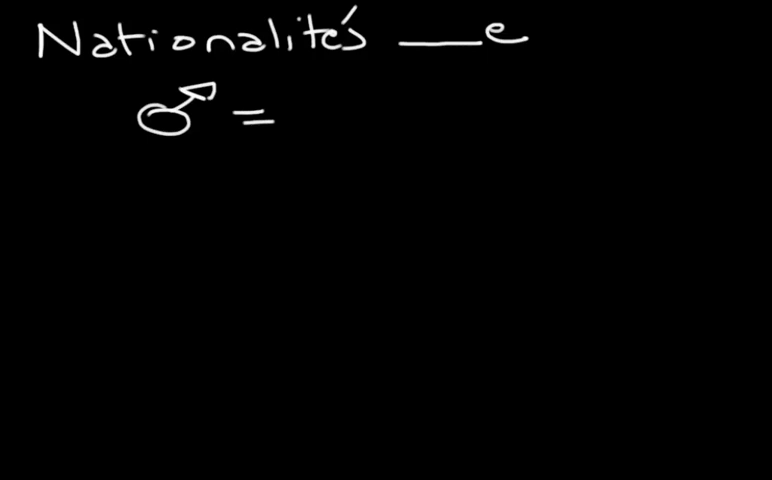 Nationalités ___e
♂ =